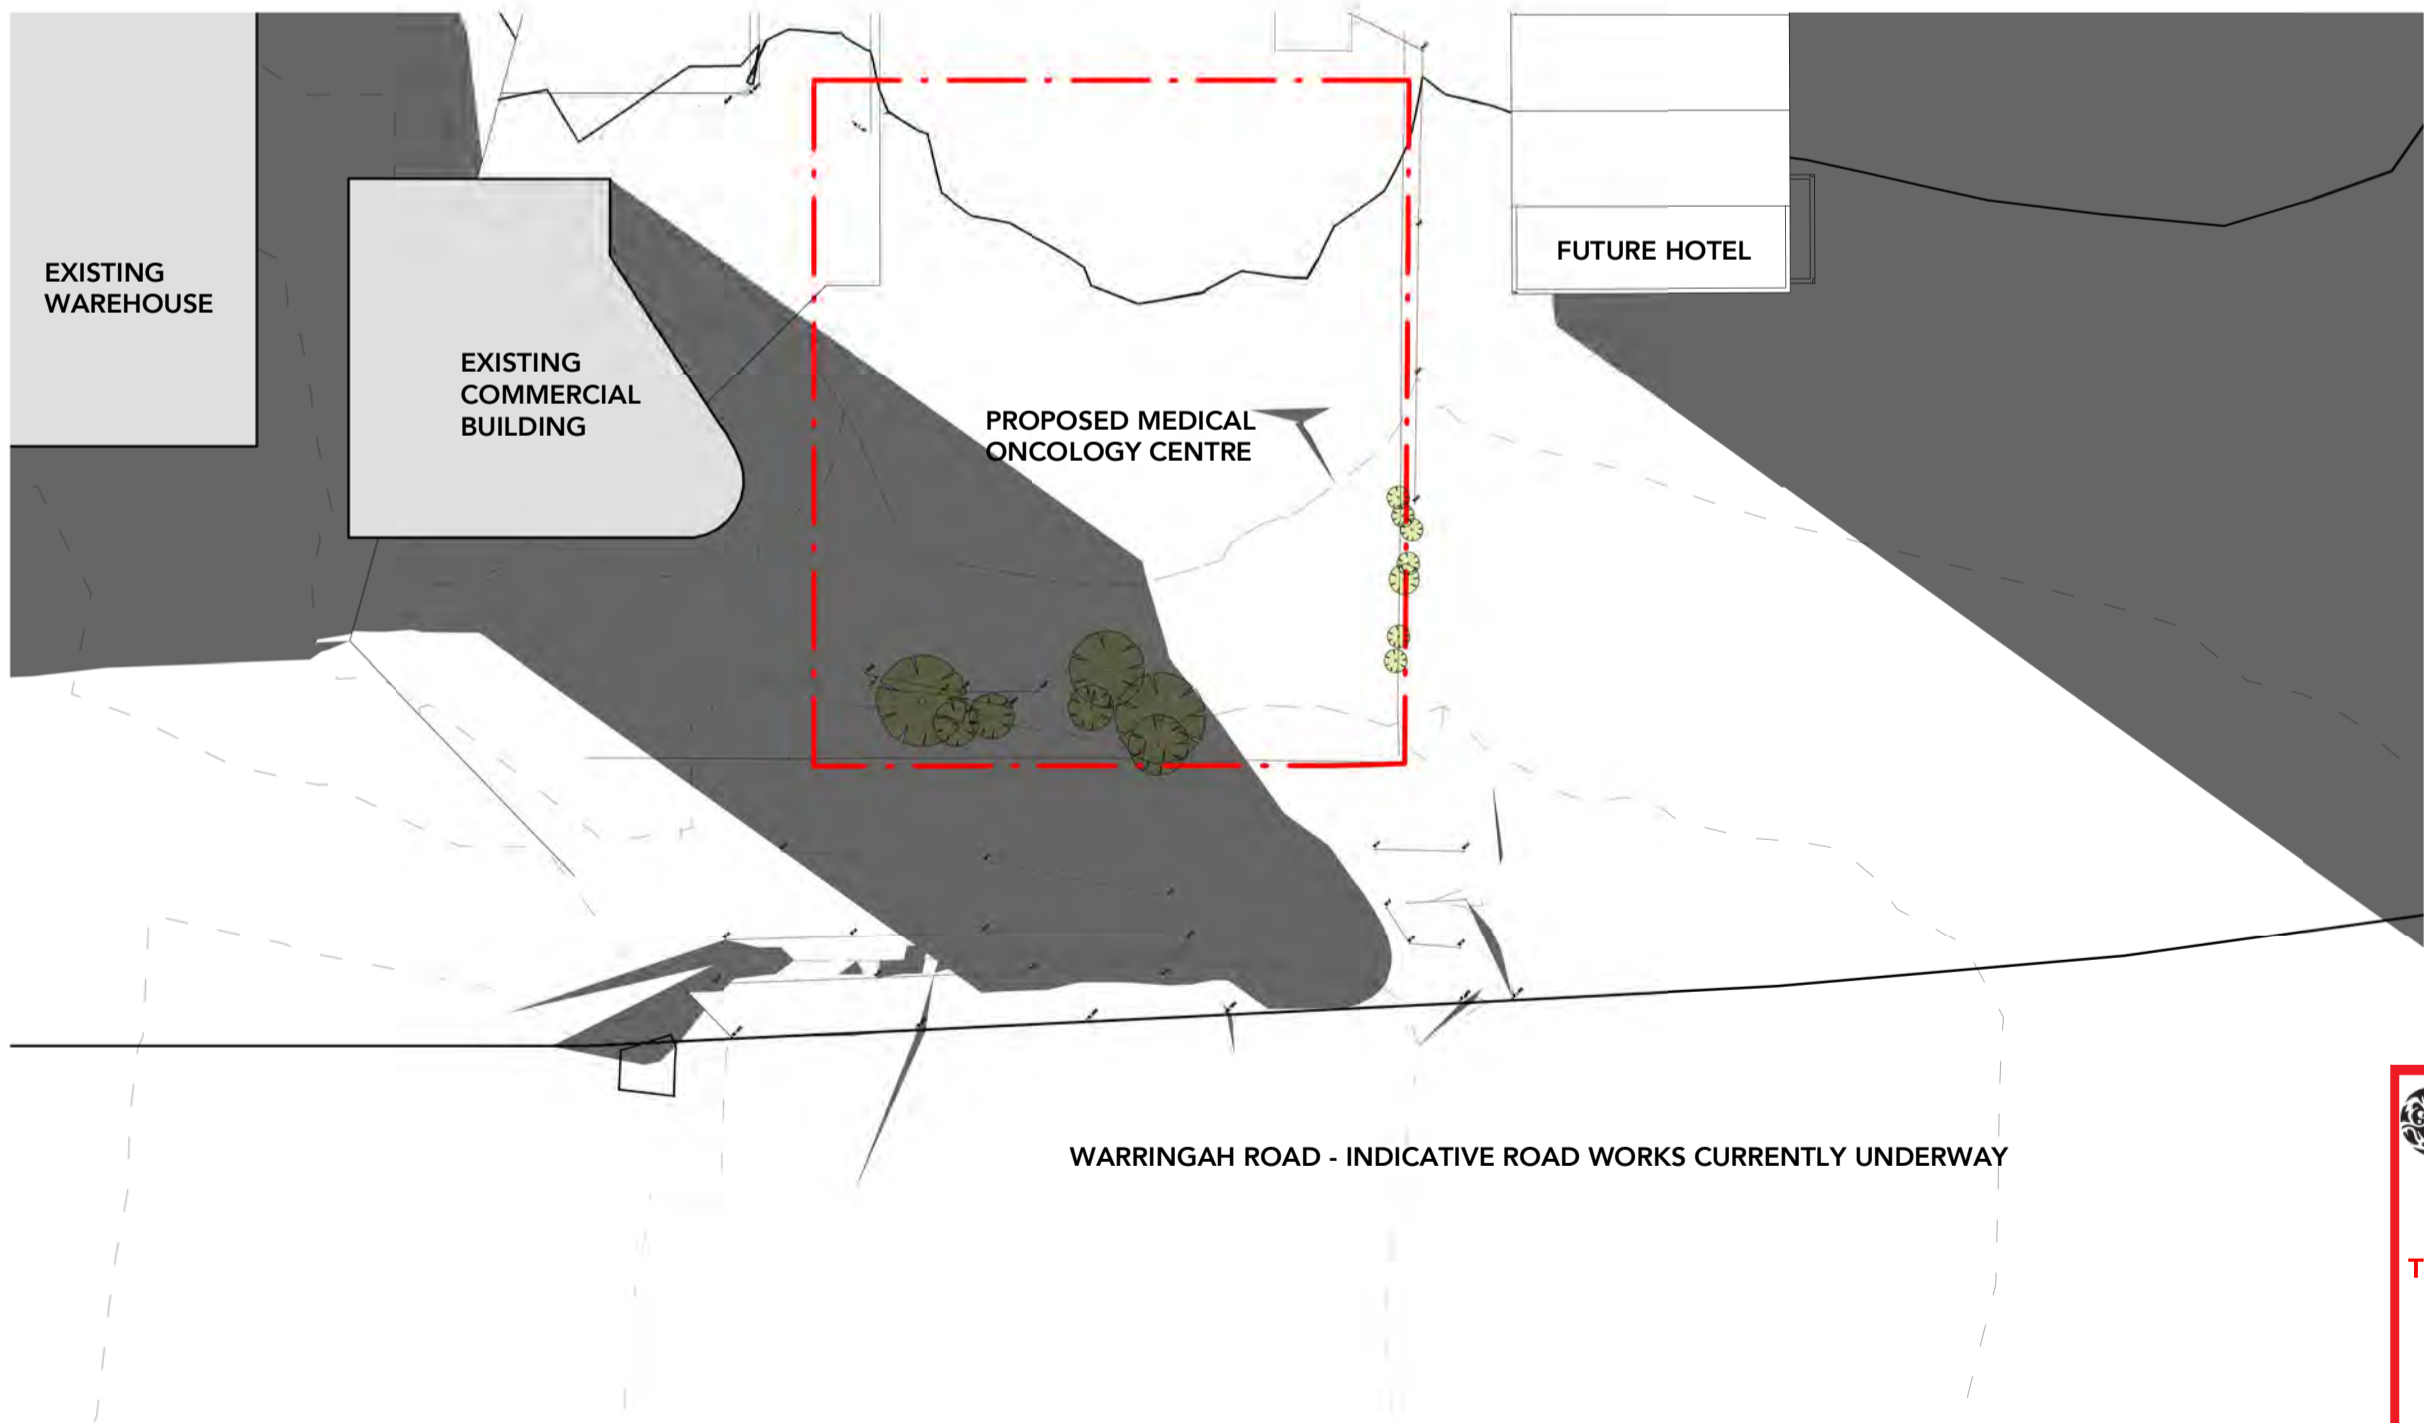 EXISTING
WAREHOUSE
EXISTING
COMMERCIAL
BUILDING
PROPOSED MEDICAL
ONCOLOGY CENTRE
FUTURE HOTEL
WARRINGAH ROAD - INDICATIVE ROAD WORKS CURRENTLY UNDERWAY
T